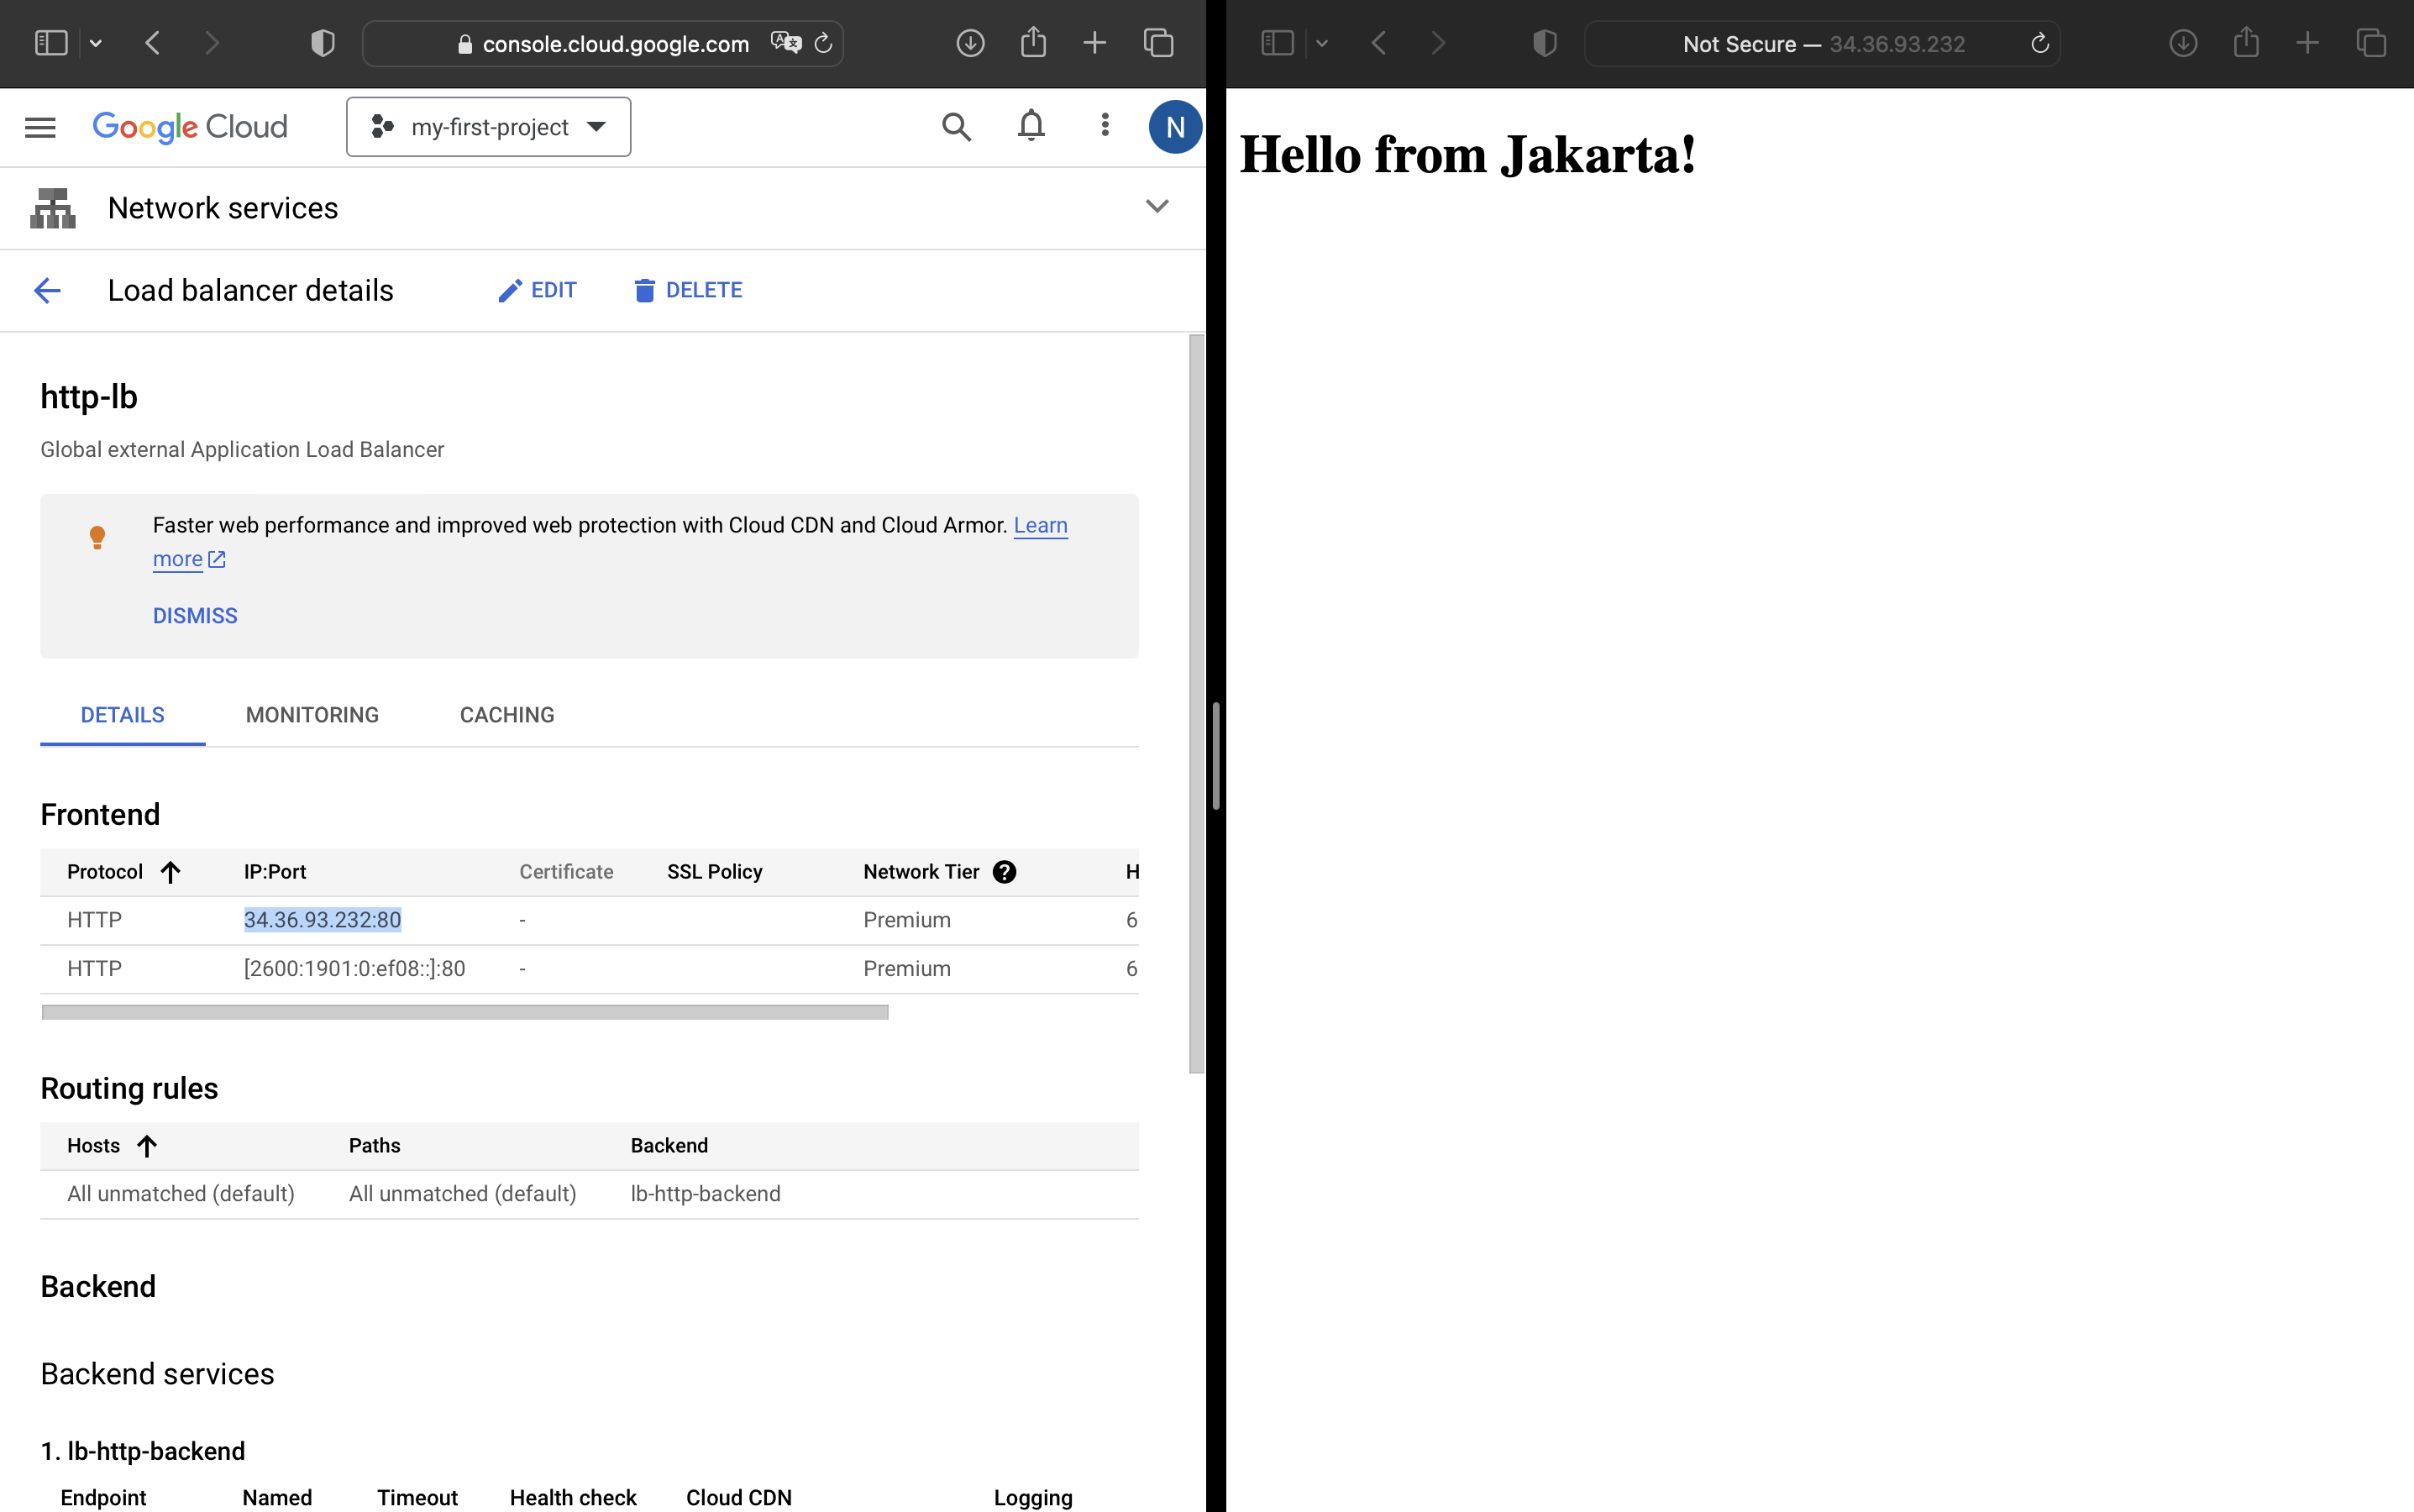 console.cloud.google.com
Google Cloud
my-first-project
N
Network services
Load balancer details
EDIT
DELETE
http-lb
Global external Application Load Balancer
Faster web performance and improved web protection with Cloud CDN and Cloud Armor. Learn
more
DISMISS
DETAILS MONITORING CACHING
Frontend
Protocol IP:Port Certificate SSL Policy Network Tier H
HTTP 34.36.93.232:80 - Premium 6
HTTP [2600:1901:0:ef08::]:80 - Premium 6
Routing rules
Hosts Paths Backend
All unmatched (default) All unmatched (default) lb-http-backend
Backend
Backend services
1. lb-http-backend
Endpoint Named Timeout Health check Cloud CDN Logging
Not Secure — 34.36.93.232
Hello from Jakarta!